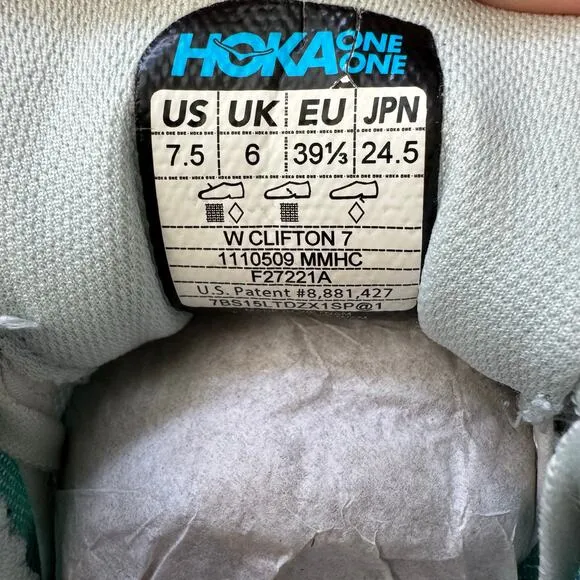 HOKA ONE ONE
US UK EU JPN
7.5 6 39⅓ 24.5
W CLIFTON 7
1110509 MMHC
F27221A
U.S. Patent #8,881,427
7BS15LTDZX1SP@1